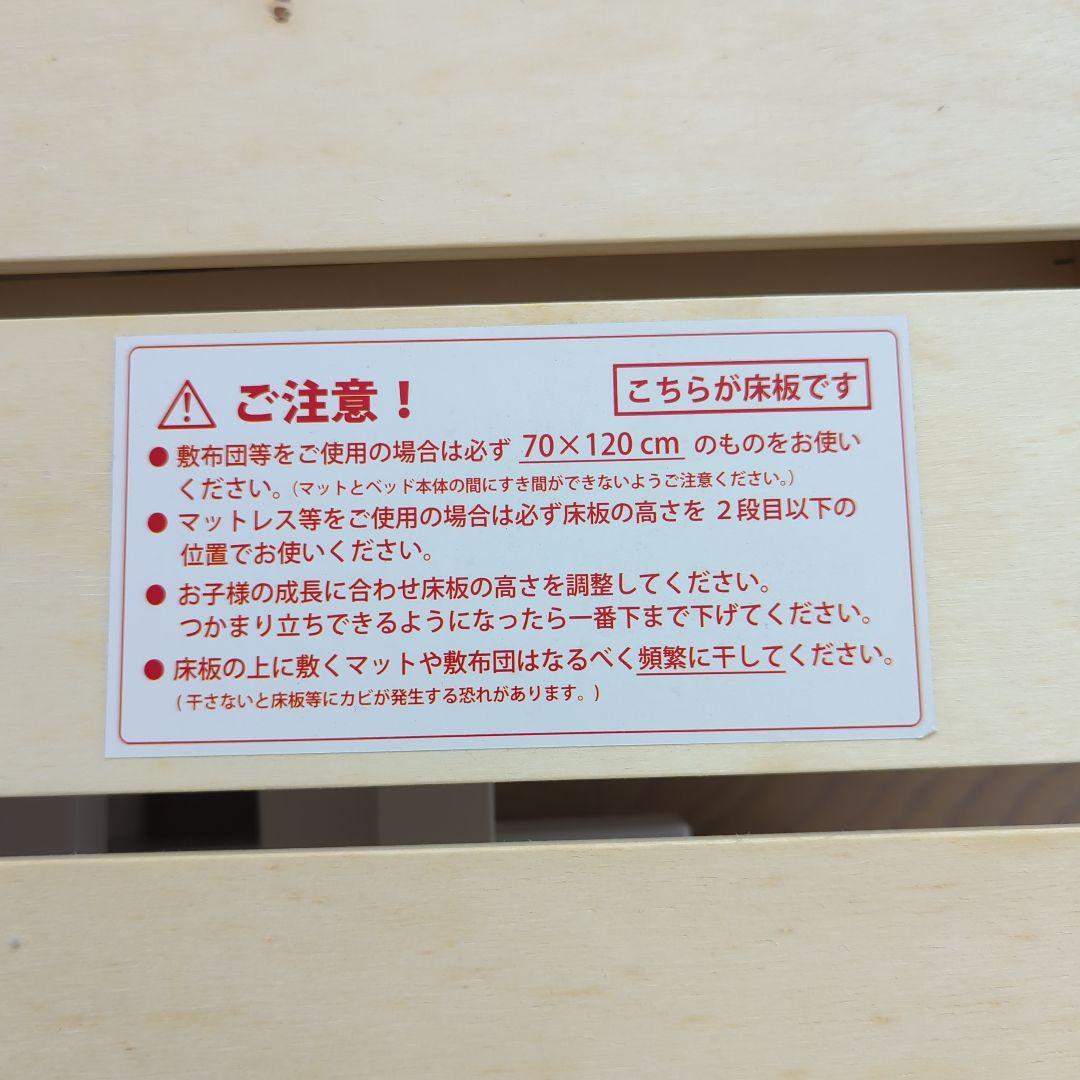 ご注意！
こちらが床板です
●敷布団等をご使用の場合は必ず 70×120 cm のものをお使い
ください。（マットとベッド本体の間にすき間ができないようご注意ください。）
●マットレス等をご使用の場合は必ず床板の高さを ２段目以下の
位置でお使いください。
●お子様の成長に合わせ床板の高さを調整してください。
つかまり立ちできるようになったら一番下まで下げてください。
●床板の上に敷くマットや敷布団はなるべく頻繁に干してください。
(干さないと床板等にカビが発生する恐れがあります。)